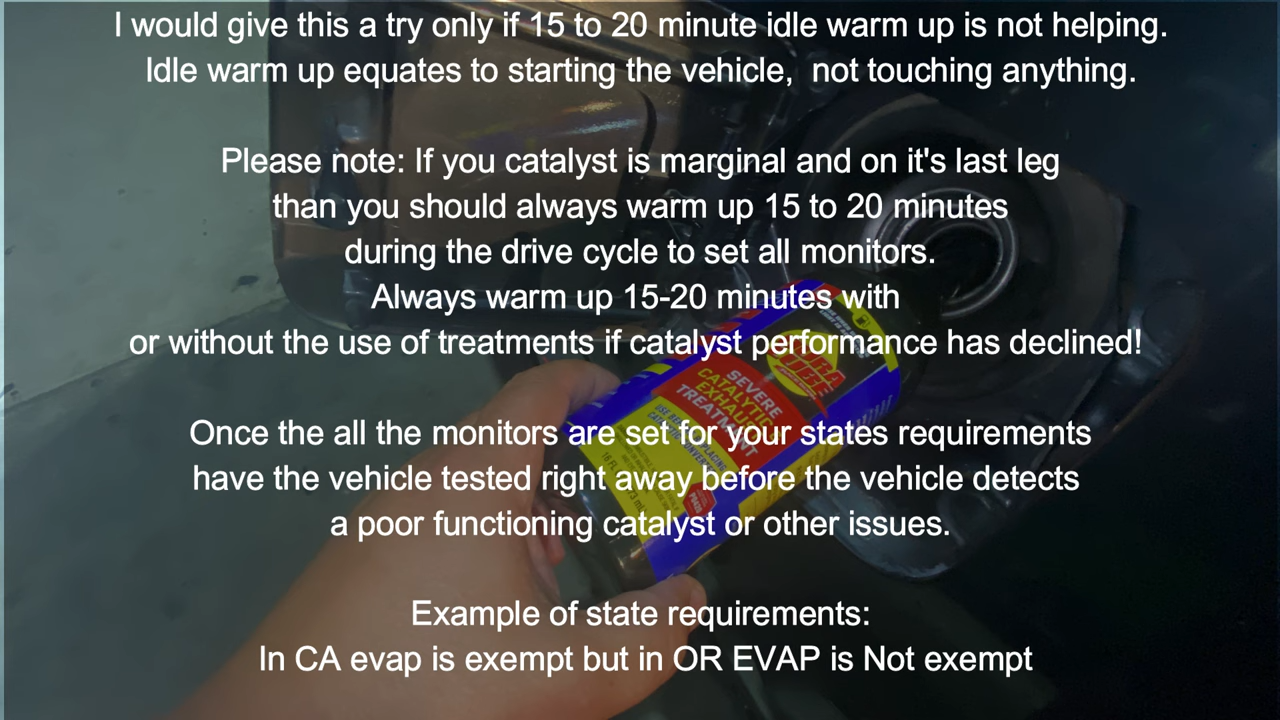 I would give this a try only if 15 to 20 minute idle warm up is not helping.
Idle warm up equates to starting the vehicle, not touching anything.
Please note: If you catalyst is marginal and on it's last leg
than you should always warm up 15 to 20 minutes
during the drive cycle to set all monitors.
Always warm up 15-20 minutes with
or without the use of treatments if catalyst performance has declined!
Once the all the monitors are set for your states requirements
have the vehicle tested right away before the vehicle detects
a poor functioning catalyst or other issues.
Example of state requirements:
In CA evap is exempt but in OR EVAP is Not exempt
SEVERE
CATALYTIC
EXHAUST
TREATMENT